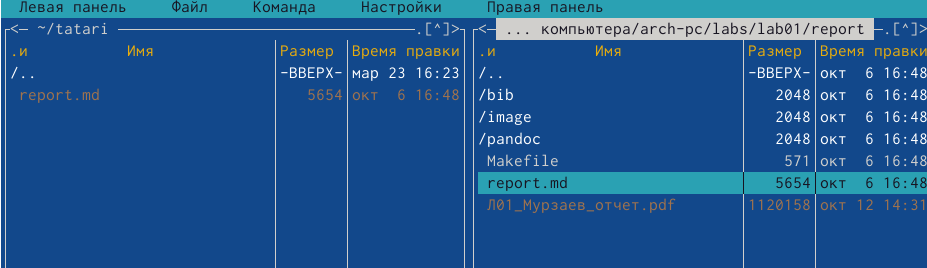 Левая панель Файл Команда Настройки Правая панель
<─ ~/tatari ─.[^]> <─ ... компьютера/arch-pc/labs/lab01/report ─.[^]>
.и Имя Размер Время правки .и Имя Размер Время правки
/.. -ВВЕРХ- мар 23 16:23 /.. -ВВЕРХ- окт 6 16:48
report.md 5654 окт 6 16:48 /bib 2048 окт 6 16:48
/image 2048 окт 6 16:48
/pandoc 2048 окт 6 16:48
Makefile 571 окт 6 16:48
report.md 5654 окт 6 16:48
Л01_Мурзаев_отчет.pdf 1120158 окт 12 14:31